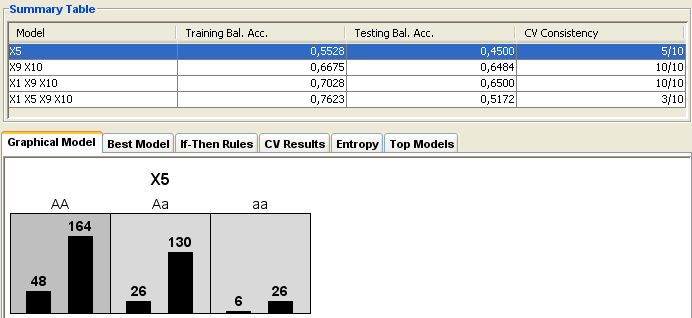 Summary Table
Model Training Bal. Acc. Testing Bal. Acc. CV Consistency
X5 0,5528 0,4500 5/10
X9 X10 0,6675 0,6484 10/10
X1 X9 X10 0,7028 0,6500 10/10
X1 X5 X9 X10 0,7623 0,5172 3/10
Graphical Model Best Model If-Then Rules CV Results Entropy Top Models
X5
AA Aa aa
48 164 26 130 6 26